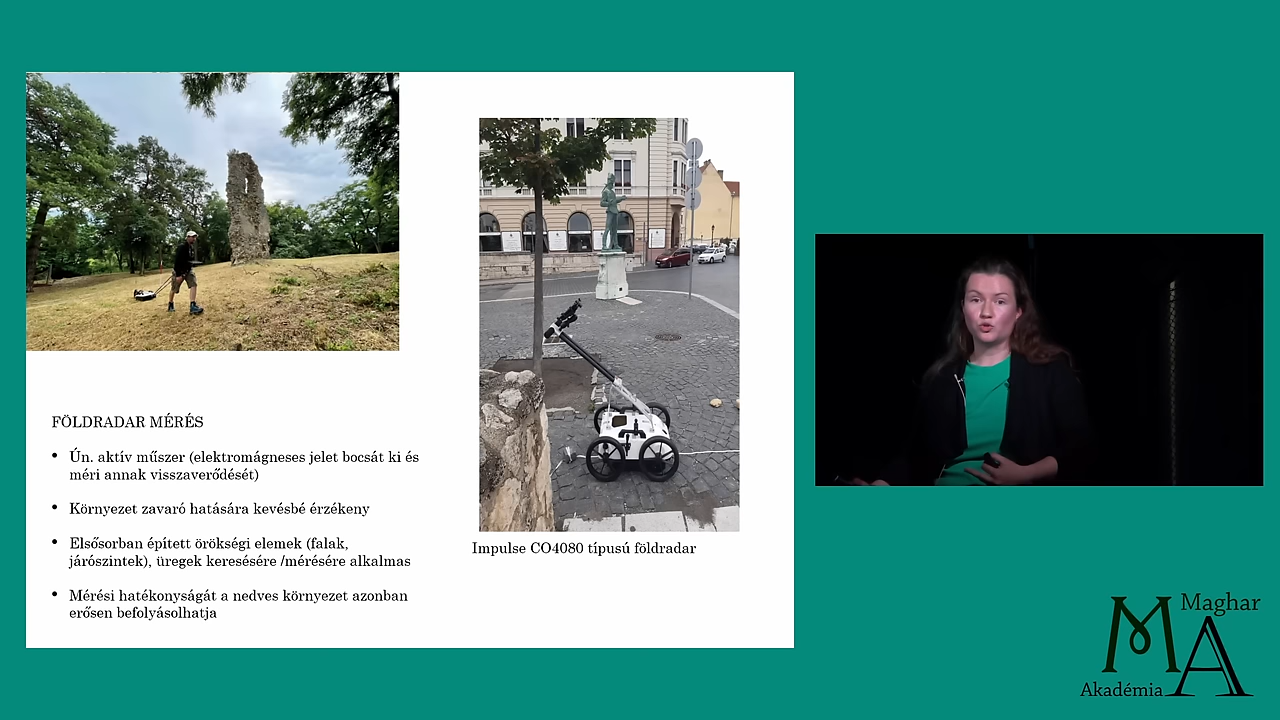 FÖLDRADAR MÉRÉS
• Ún. aktív műszer (elektromágneses jelet bocsát ki és
méri annak visszaverődését)
• Környezet zavaró hatására kevésbé érzékeny
• Elsősorban épített örökségi elemek (falak,
járószintek), üregek keresésére /mérésére alkalmas
• Mérési hatékonyságát a nedves környezet azonban
erősen befolyásolhatja
Impulse CO4080 típusú földradar
Maghar
MA
Akadémia